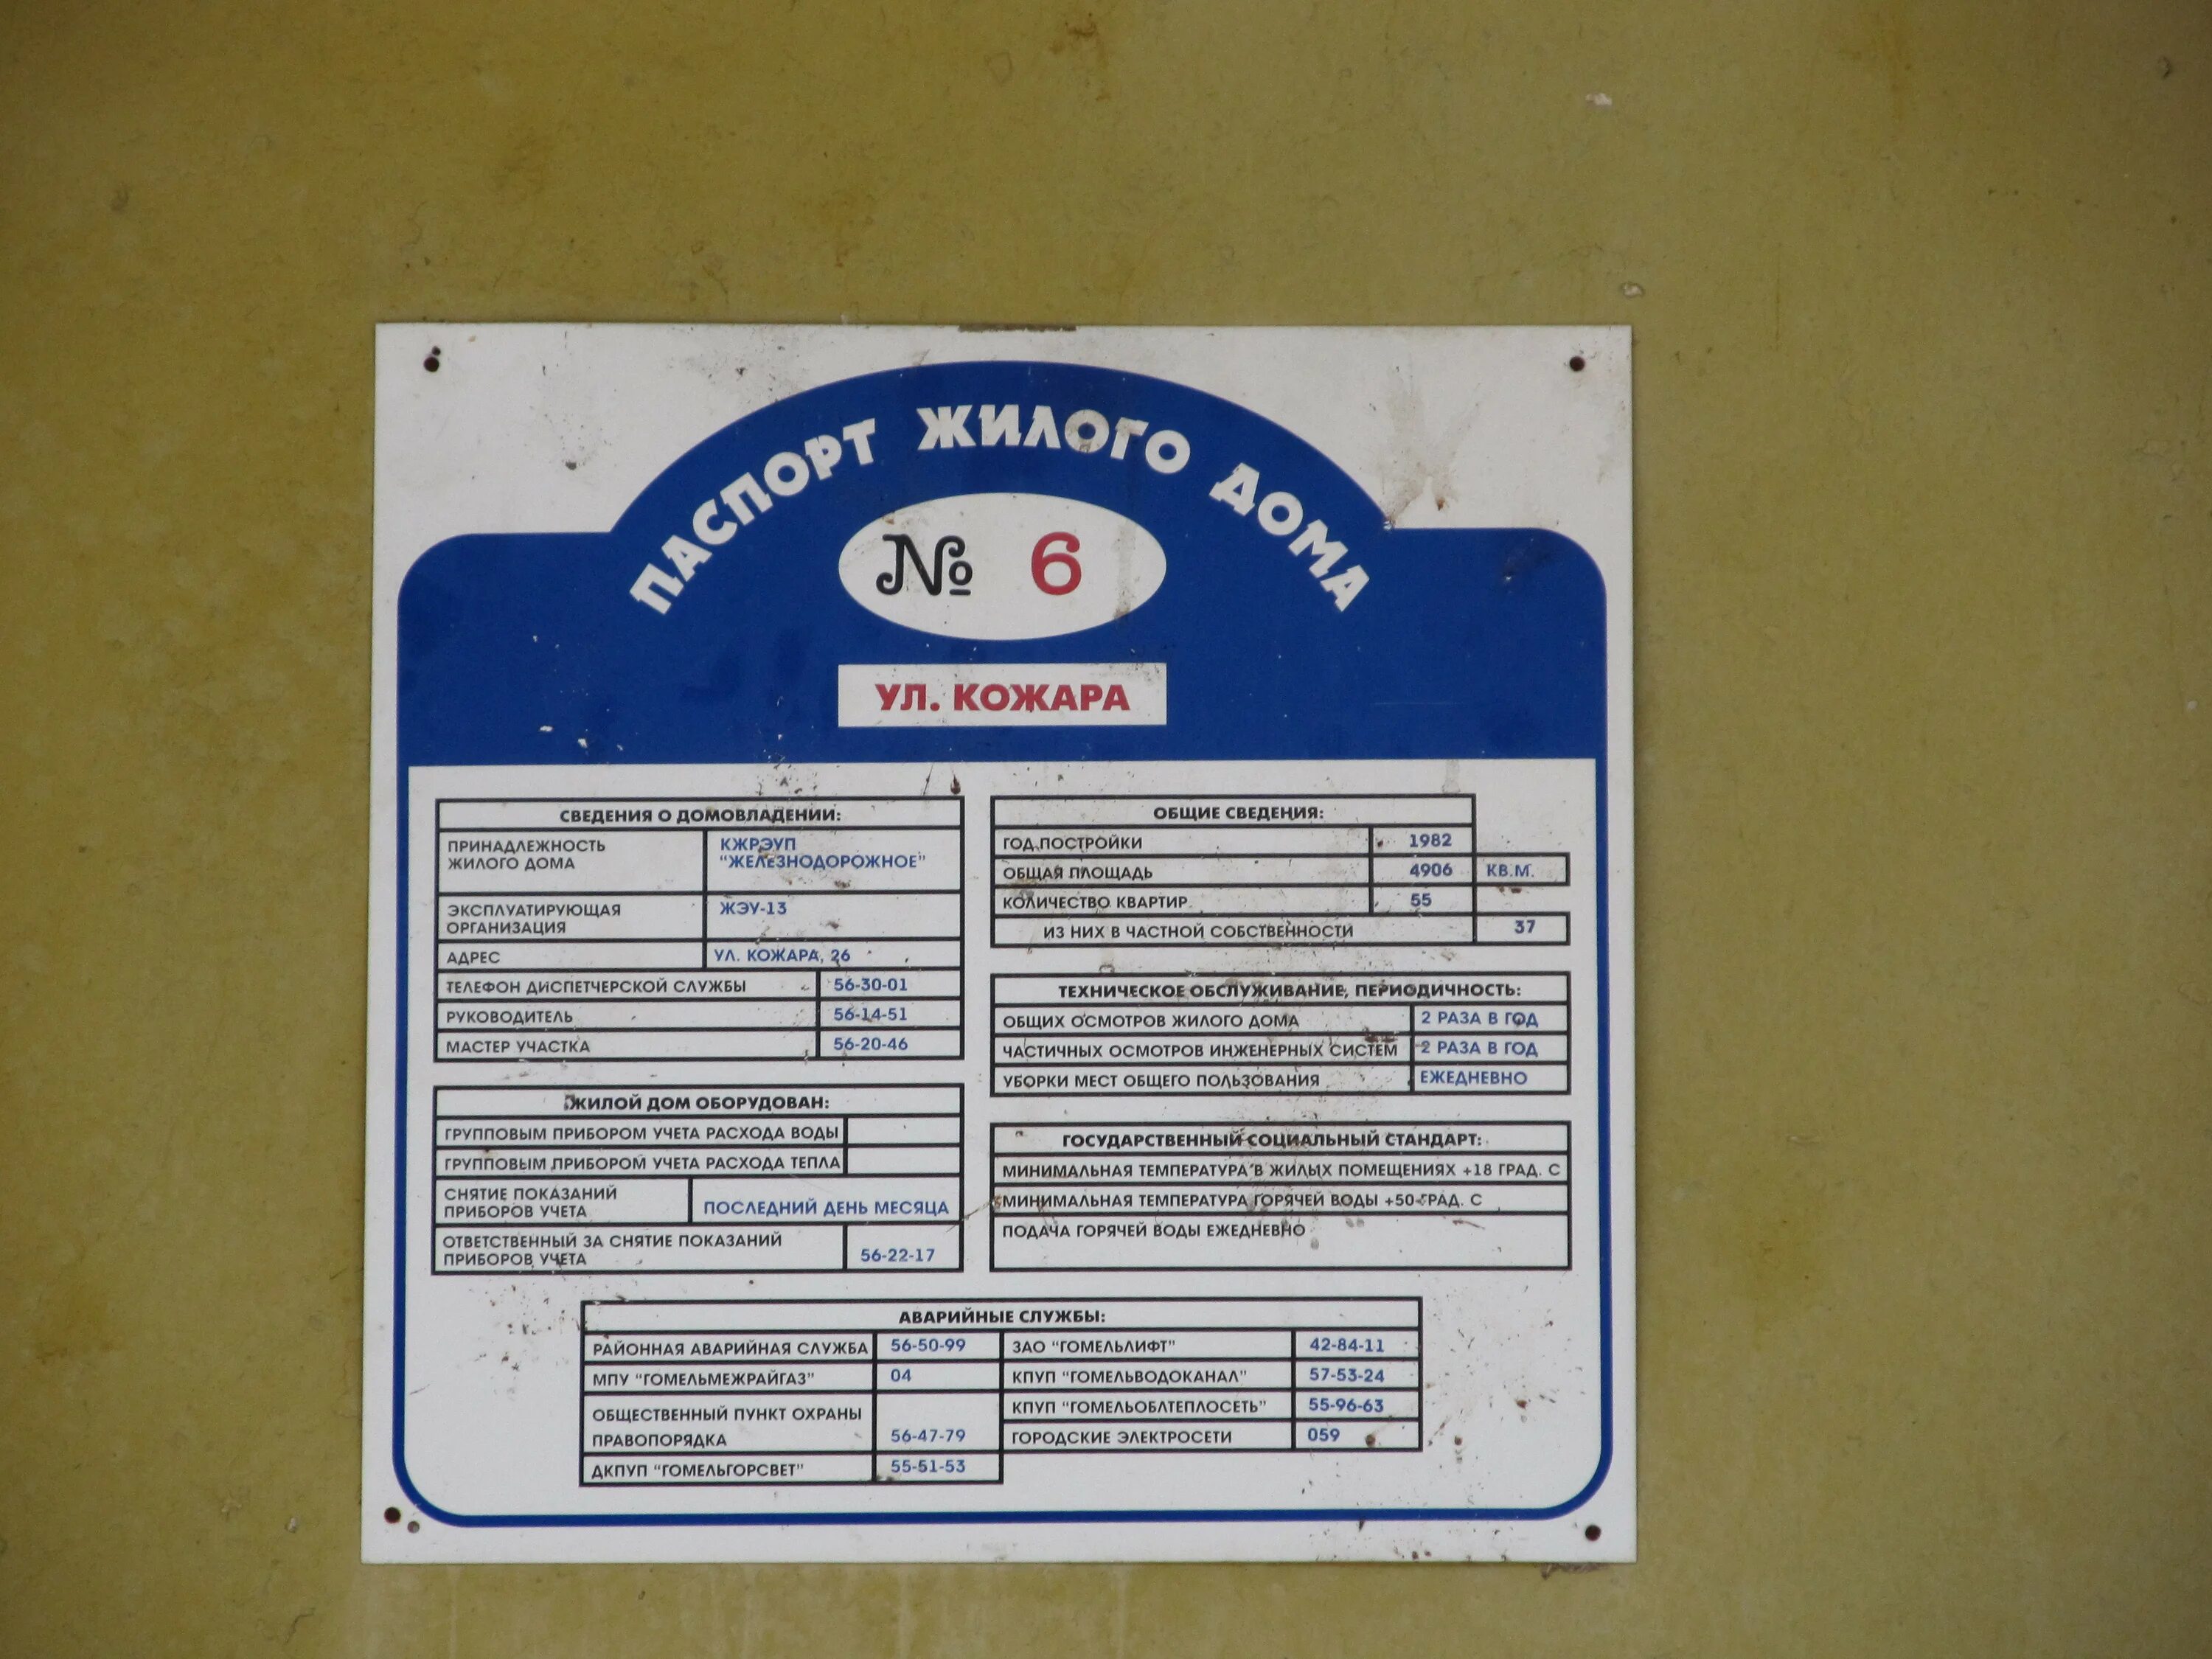 ПАСПОРТ ЖИЛОГО ДОМА
№ 6
УЛ. КОЖАРА
СВЕДЕНИЯ О ДОМОВЛАДЕНИИ:
ПРИНАДЛЕЖНОСТЬ
ЖИЛОГО ДОМА
КЖРЭУП
"ЖЕЛЕЗНОДОРОЖНОЕ"
ЭКСПЛУАТИРУЮЩАЯ
ОРГАНИЗАЦИЯ
ЖЭУ-13
АДРЕС УЛ. КОЖАРА, 26
ТЕЛЕФОН ДИСПЕТЧЕРСКОЙ СЛУЖБЫ 56-30-01
РУКОВОДИТЕЛЬ 56-14-51
МАСТЕР УЧАСТКА 56-20-46
ЖИЛОЙ ДОМ ОБОРУДОВАН:
ГРУППОВЫМ ПРИБОРОМ УЧЕТА РАСХОДА ВОДЫ
ГРУППОВЫМ ПРИБОРОМ УЧЕТА РАСХОДА ТЕПЛА
СНЯТИЕ ПОКАЗАНИЙ
ПРИБОРОВ УЧЕТА
ПОСЛЕДНИЙ ДЕНЬ МЕСЯЦА
ОТВЕТСТВЕННЫЙ ЗА СНЯТИЕ ПОКАЗАНИЙ
ПРИБОРОВ УЧЕТА
56-22-17
ОБЩИЕ СВЕДЕНИЯ:
ГОД ПОСТРОЙКИ 1982
ОБЩАЯ ПЛОЩАДЬ 4906 КВ.М.
КОЛИЧЕСТВО КВАРТИР 55
ИЗ НИХ В ЧАСТНОЙ СОБСТВЕННОСТИ 37
ТЕХНИЧЕСКОЕ ОБСЛУЖИВАНИЕ, ПЕРИОДИЧНОСТЬ:
ОБЩИХ ОСМОТРОВ ЖИЛОГО ДОМА 2 РАЗА В ГОД
ЧАСТИЧНЫХ ОСМОТРОВ ИНЖЕНЕРНЫХ СИСТЕМ 2 РАЗА В ГОД
УБОРКИ МЕСТ ОБЩЕГО ПОЛЬЗОВАНИЯ ЕЖЕДНЕВНО
ГОСУДАРСТВЕННЫЙ СОЦИАЛЬНЫЙ СТАНДАРТ:
МИНИМАЛЬНАЯ ТЕМПЕРАТУРА В ЖИЛЫХ ПОМЕЩЕНИЯХ +18 ГРАД. С
МИНИМАЛЬНАЯ ТЕМПЕРАТУРА ГОРЯЧЕЙ ВОДЫ +50 ГРАД. С
ПОДАЧА ГОРЯЧЕЙ ВОДЫ ЕЖЕДНЕВНО
АВАРИЙНЫЕ СЛУЖБЫ:
РАЙОННАЯ АВАРИЙНАЯ СЛУЖБА 56-50-99
МПУ "ГОМЕЛЬМЕЖРАЙГАЗ" 04
ОБЩЕСТВЕННЫЙ ПУНКТ ОХРАНЫ
ПРАВОПОРЯДКА 56-47-79
ДКПУП "ГОМЕЛЬГОРСВЕТ" 55-51-53
ЗАО "ГОМЕЛЬЛИФТ" 42-84-11
КПУП "ГОМЕЛЬВОДОКАНАЛ" 57-53-24
КПУП "ГОМЕЛЬОБЛТЕПЛОСЕТЬ" 55-96-63
ГОРОДСКИЕ ЭЛЕКТРОСЕТИ 059